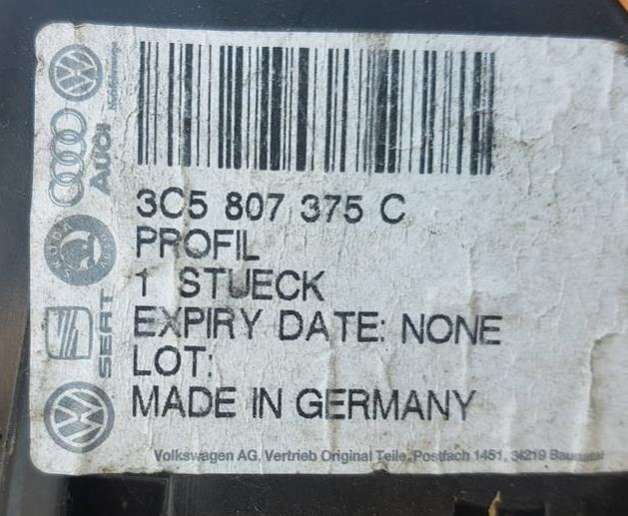 3C5 807 375 C
PROFIL
1 STUECK
EXPIRY DATE: NONE
LOT:
MADE IN GERMANY
Volkswagen AG, Vertrieb Original Teile, Postfach 1451, 34219
AUDI
SEAT